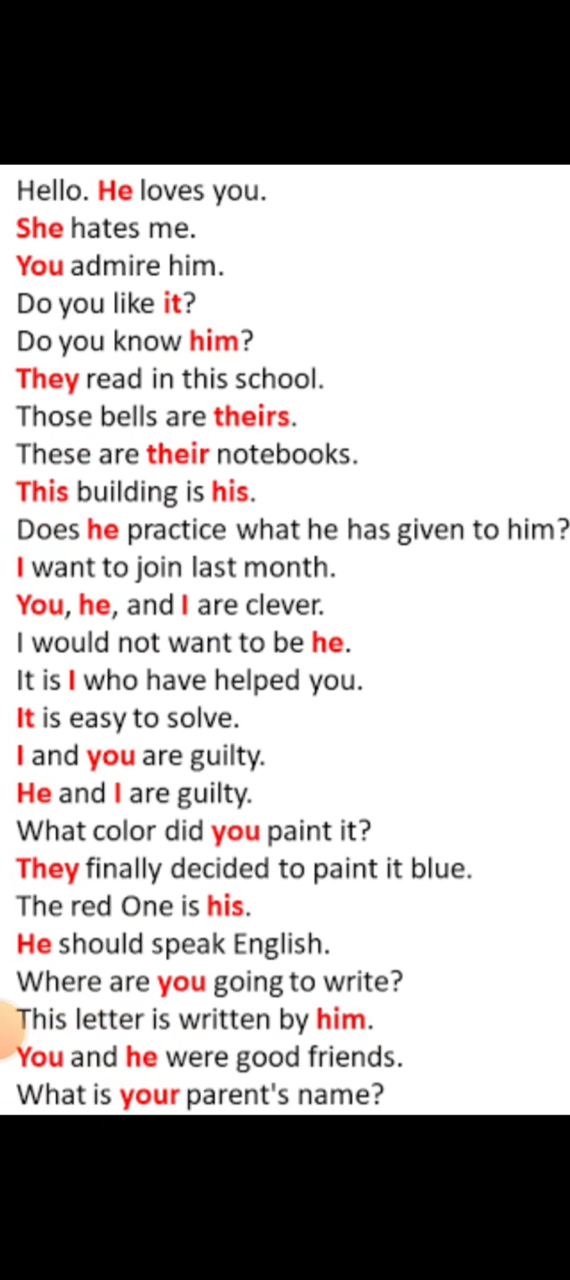 Hello. He loves you.
She hates me.
You admire him.
Do you like it?
Do you know him?
They read in this school.
Those bells are theirs.
These are their notebooks.
This building is his.
Does he practice what he has given to him?
I want to join last month.
You, he, and I are clever.
I would not want to be he.
It is I who have helped you.
It is easy to solve.
I and you are guilty.
He and I are guilty.
What color did you paint it?
They finally decided to paint it blue.
The red One is his.
He should speak English.
Where are you going to write?
This letter is written by him.
You and he were good friends.
What is your parent's name?